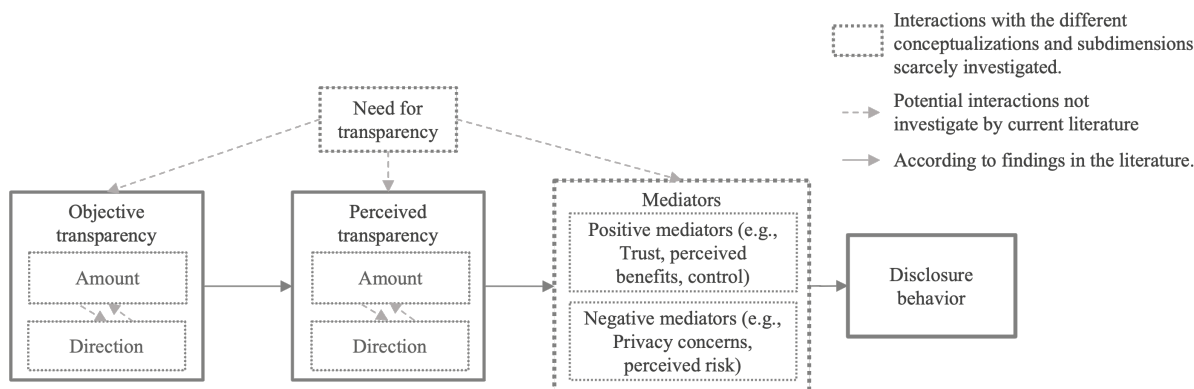 Interactions with the different
conceptualizations and subdimensions
scarcely investigated.
Potential interactions not
investigate by current literature
According to findings in the literature.
Need for
transparency
Objective
transparency
Amount
Direction
Perceived
transparency
Amount
Direction
Mediators
Positive mediators (e.g.,
Trust, perceived
benefits, control)
Negative mediators (e.g.,
Privacy concerns,
perceived risk)
Disclosure
behavior